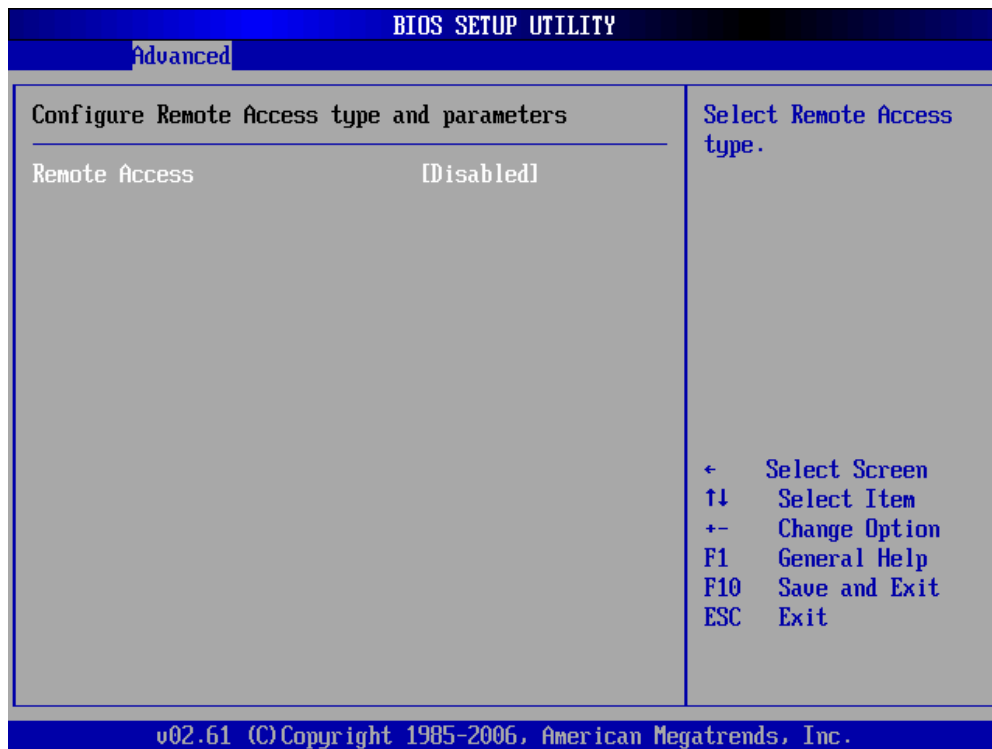 BIOS SETUP UTILITY
Advanced
Configure Remote Access type and parameters
Remote Access [Disabled]
Select Remote Access
type.
← Select Screen
↑↓ Select Item
+- Change Option
F1 General Help
F10 Save and Exit
ESC Exit
v02.61 (C)Copyright 1985-2006, American Megatrends, Inc.